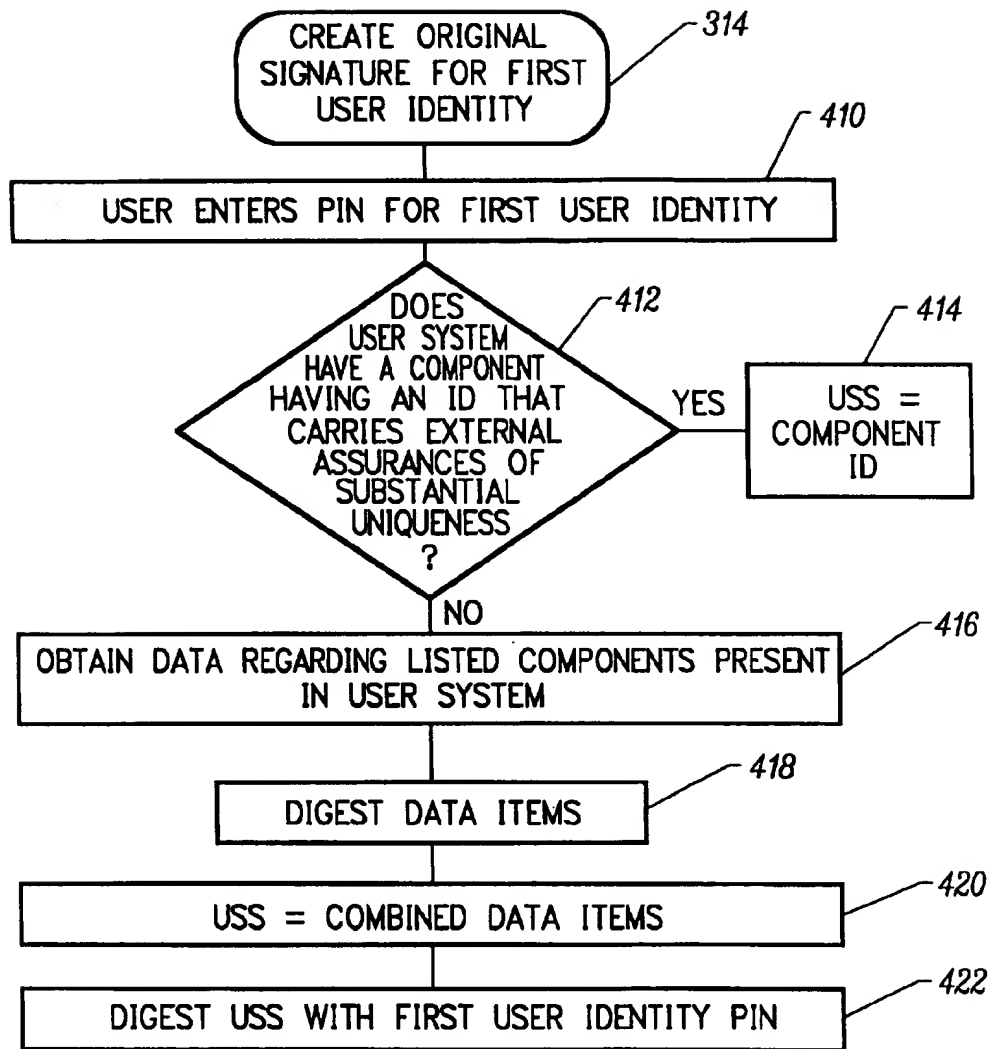 CREATE ORIGINAL
SIGNATURE FOR FIRST
USER IDENTITY
314
410
USER ENTERS PIN FOR FIRST USER IDENTITY
DOES
USER SYSTEM
HAVE A COMPONENT
HAVING AN ID THAT
CARRIES EXTERNAL
ASSURANCES OF
SUBSTANTIAL
UNIQUENESS
?
412
YES
414
USS =
COMPONENT
ID
NO
416
OBTAIN DATA REGARDING LISTED COMPONENTS PRESENT
IN USER SYSTEM
418
DIGEST DATA ITEMS
420
USS = COMBINED DATA ITEMS
422
DIGEST USS WITH FIRST USER IDENTITY PIN